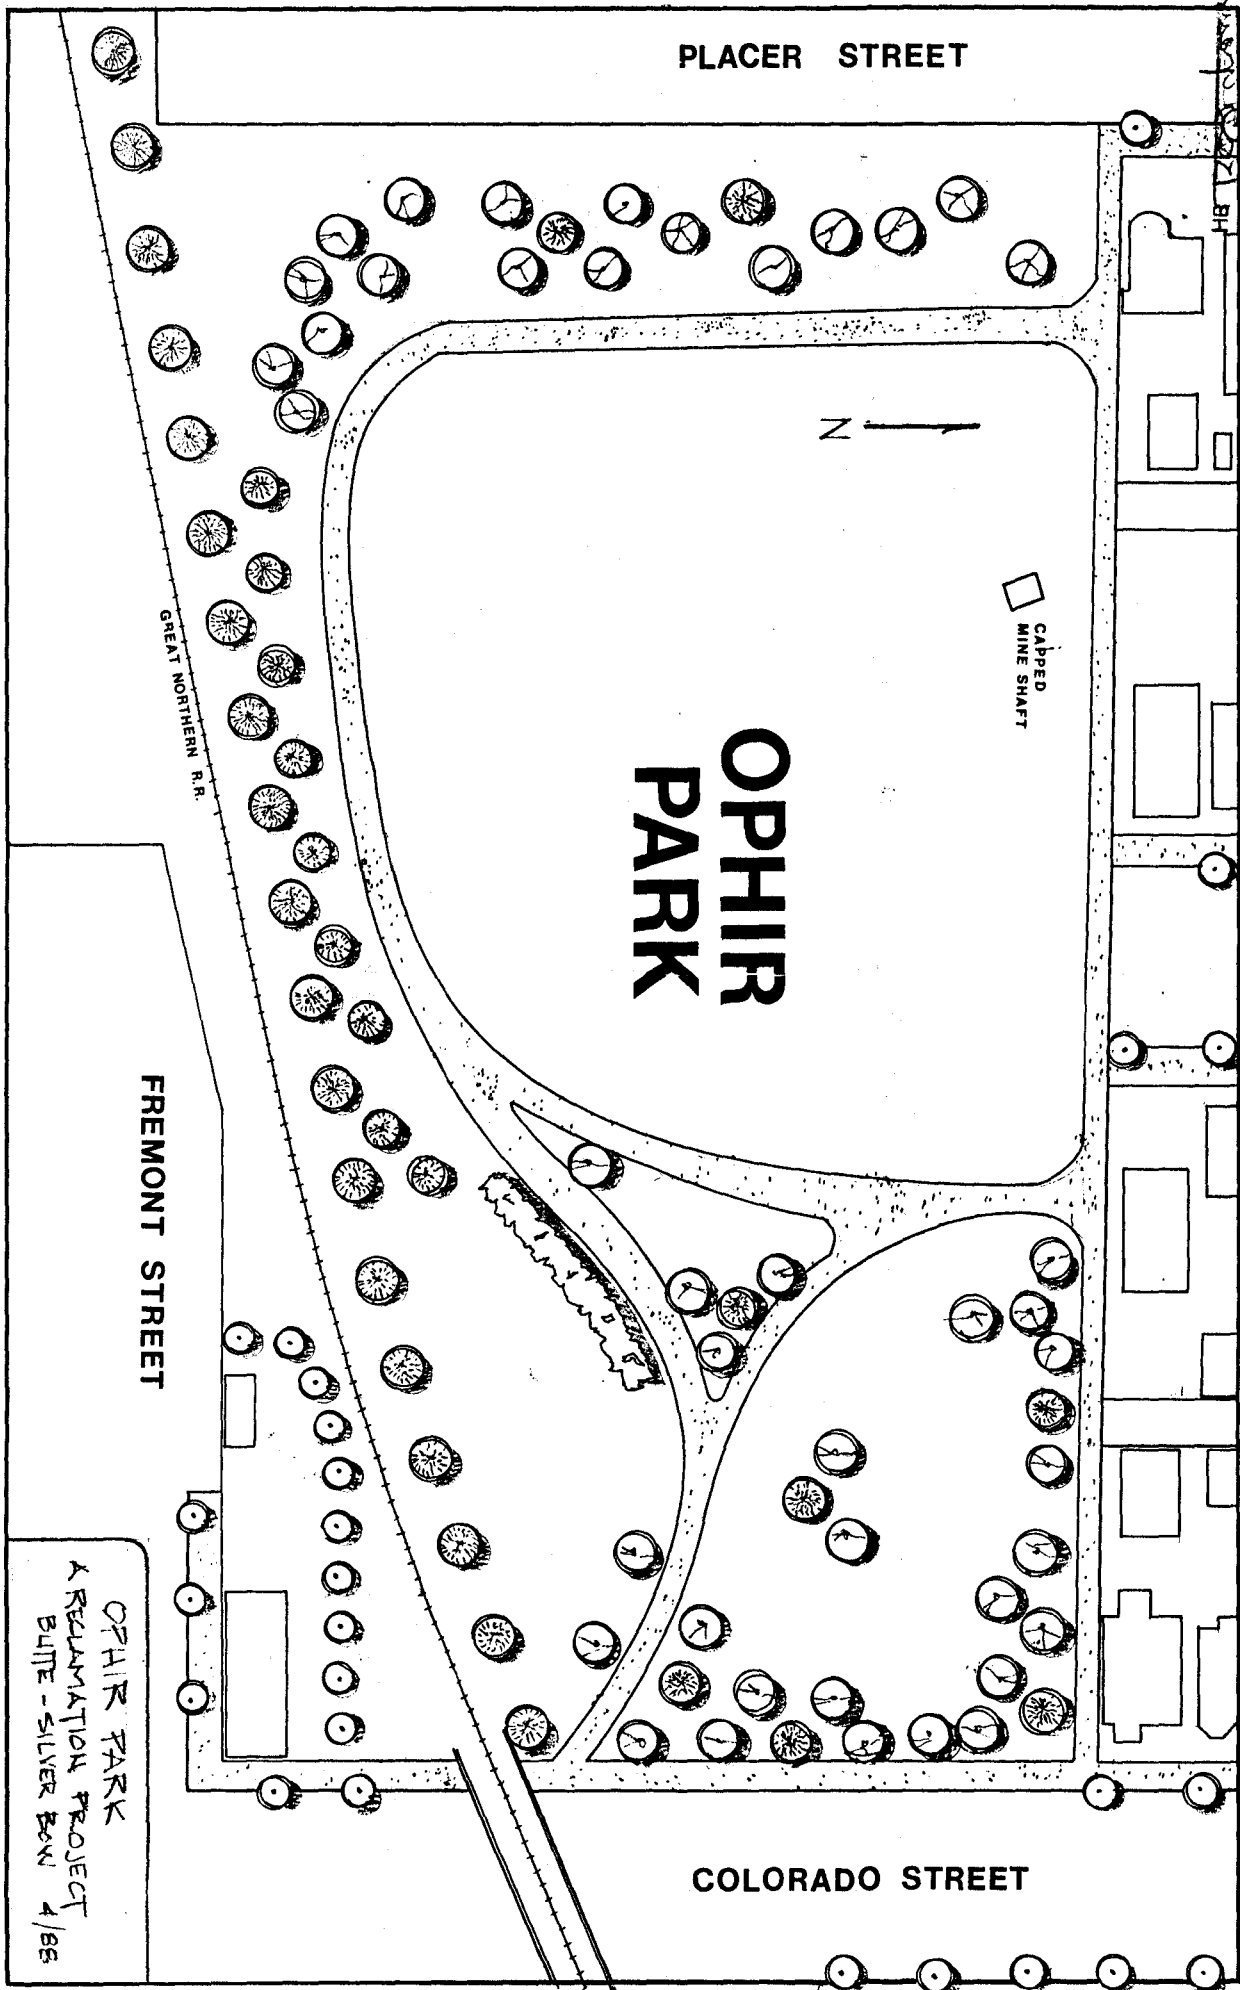 PLACER STREET
HB
N
CAPPED
MINE SHAFT
OPHIR
PARK
GREAT NORTHERN R.R.
FREMONT STREET
COLORADO STREET
OPHIR PARK
A RECLAMATION PROJECT
BUTTE - SILVER BOW 4/88